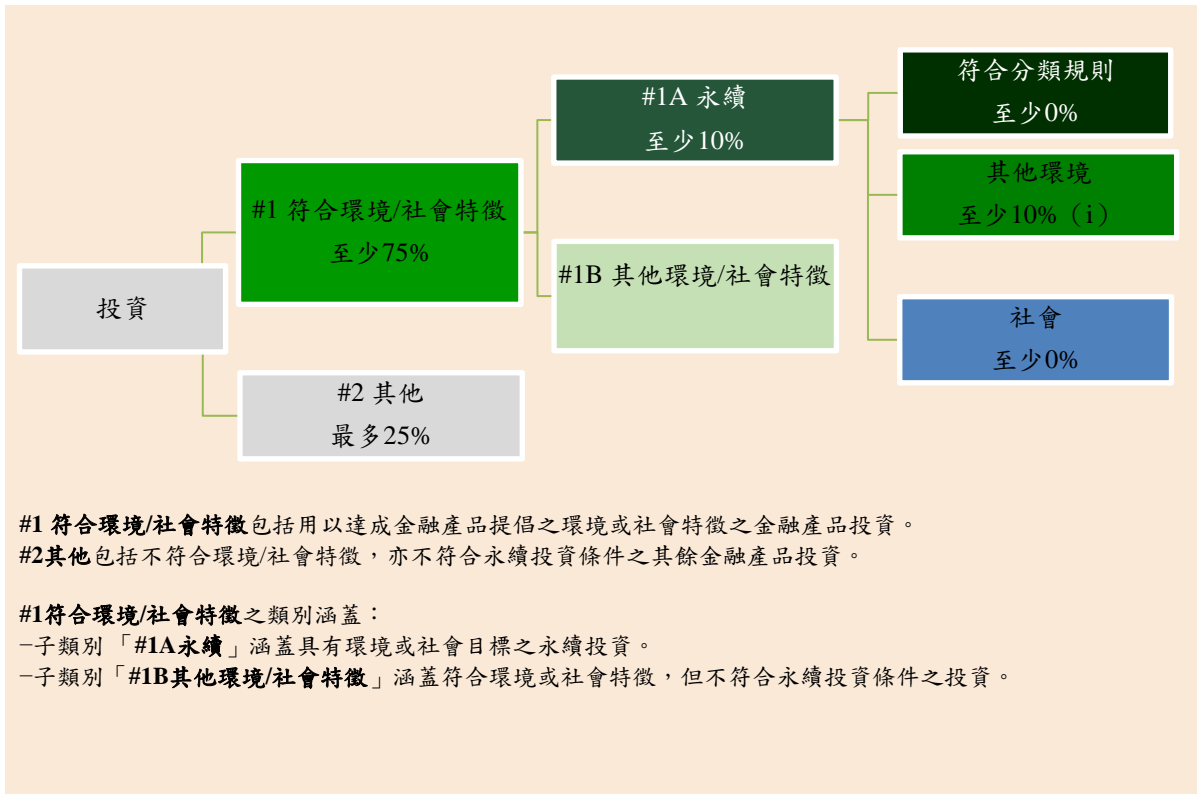 投資
#1 符合環境/社會特徵
至少75%
#2 其他
最多25%
#1A 永續
至少10%
#1B 其他環境/社會特徵
符合分類規則
至少0%
其他環境
至少10%（i）
社會
至少0%
#1 符合環境/社會特徵包括用以達成金融產品提倡之環境或社會特徵之金融產品投資。
#2其他包括不符合環境/社會特徵，亦不符合永續投資條件之其餘金融產品投資。
#1符合環境/社會特徵之類別涵蓋：
–子類別「#1A永續」涵蓋具有環境或社會目標之永續投資。
–子類別「#1B其他環境/社會特徵」涵蓋符合環境或社會特徵，但不符合永續投資條件之投資。